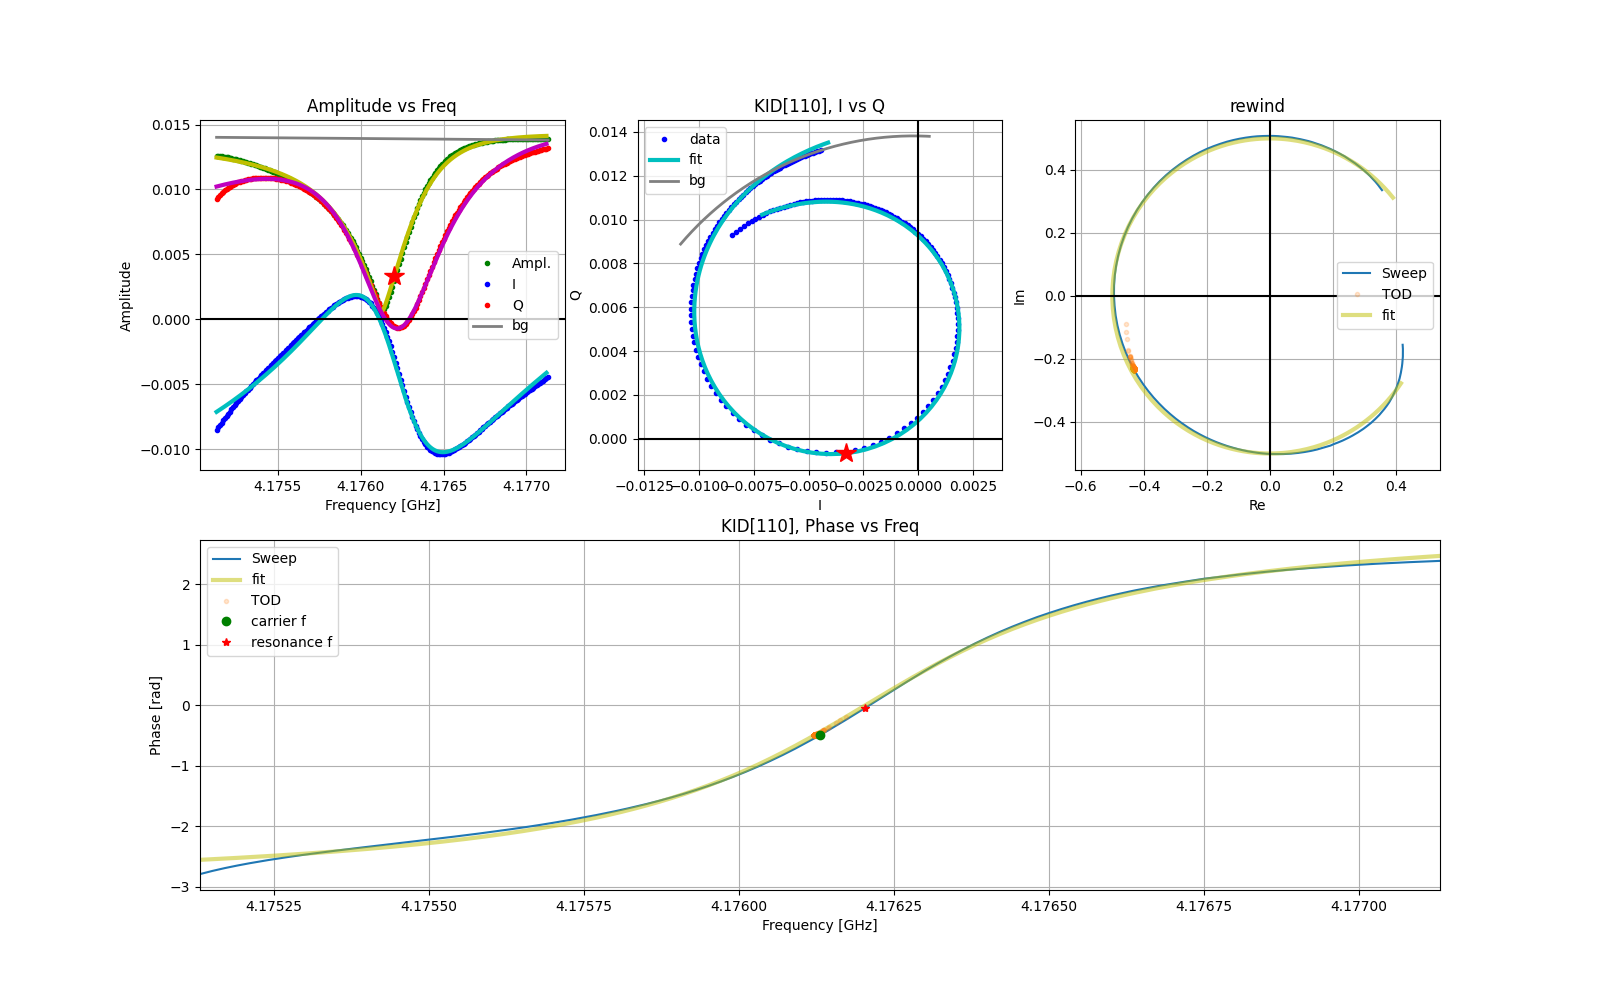 Amplitude vs Freq
0.015
0.010
0.005
0.000
−0.005
−0.010
Amplitude
Ampl.
I
Q
bg
4.1755
4.1760
4.1765
4.1770
Frequency [GHz]
KID[110], I vs Q
0.014
0.012
0.010
0.008
0.006
0.004
0.002
0.000
Q
data
fit
bg
−0.0125
−0.0100
−0.0075
−0.0050
−0.0025
0.0000
0.0025
I
rewind
0.4
0.2
0.0
−0.2
−0.4
Im
Sweep
TOD
fit
−0.6
−0.4
−0.2
0.0
0.2
0.4
Re
KID[110], Phase vs Freq
2
1
0
−1
−2
−3
Phase [rad]
Sweep
fit
TOD
carrier f
resonance f
4.17525
4.17550
4.17575
4.17600
4.17625
4.17650
4.17675
4.17700
Frequency [GHz]